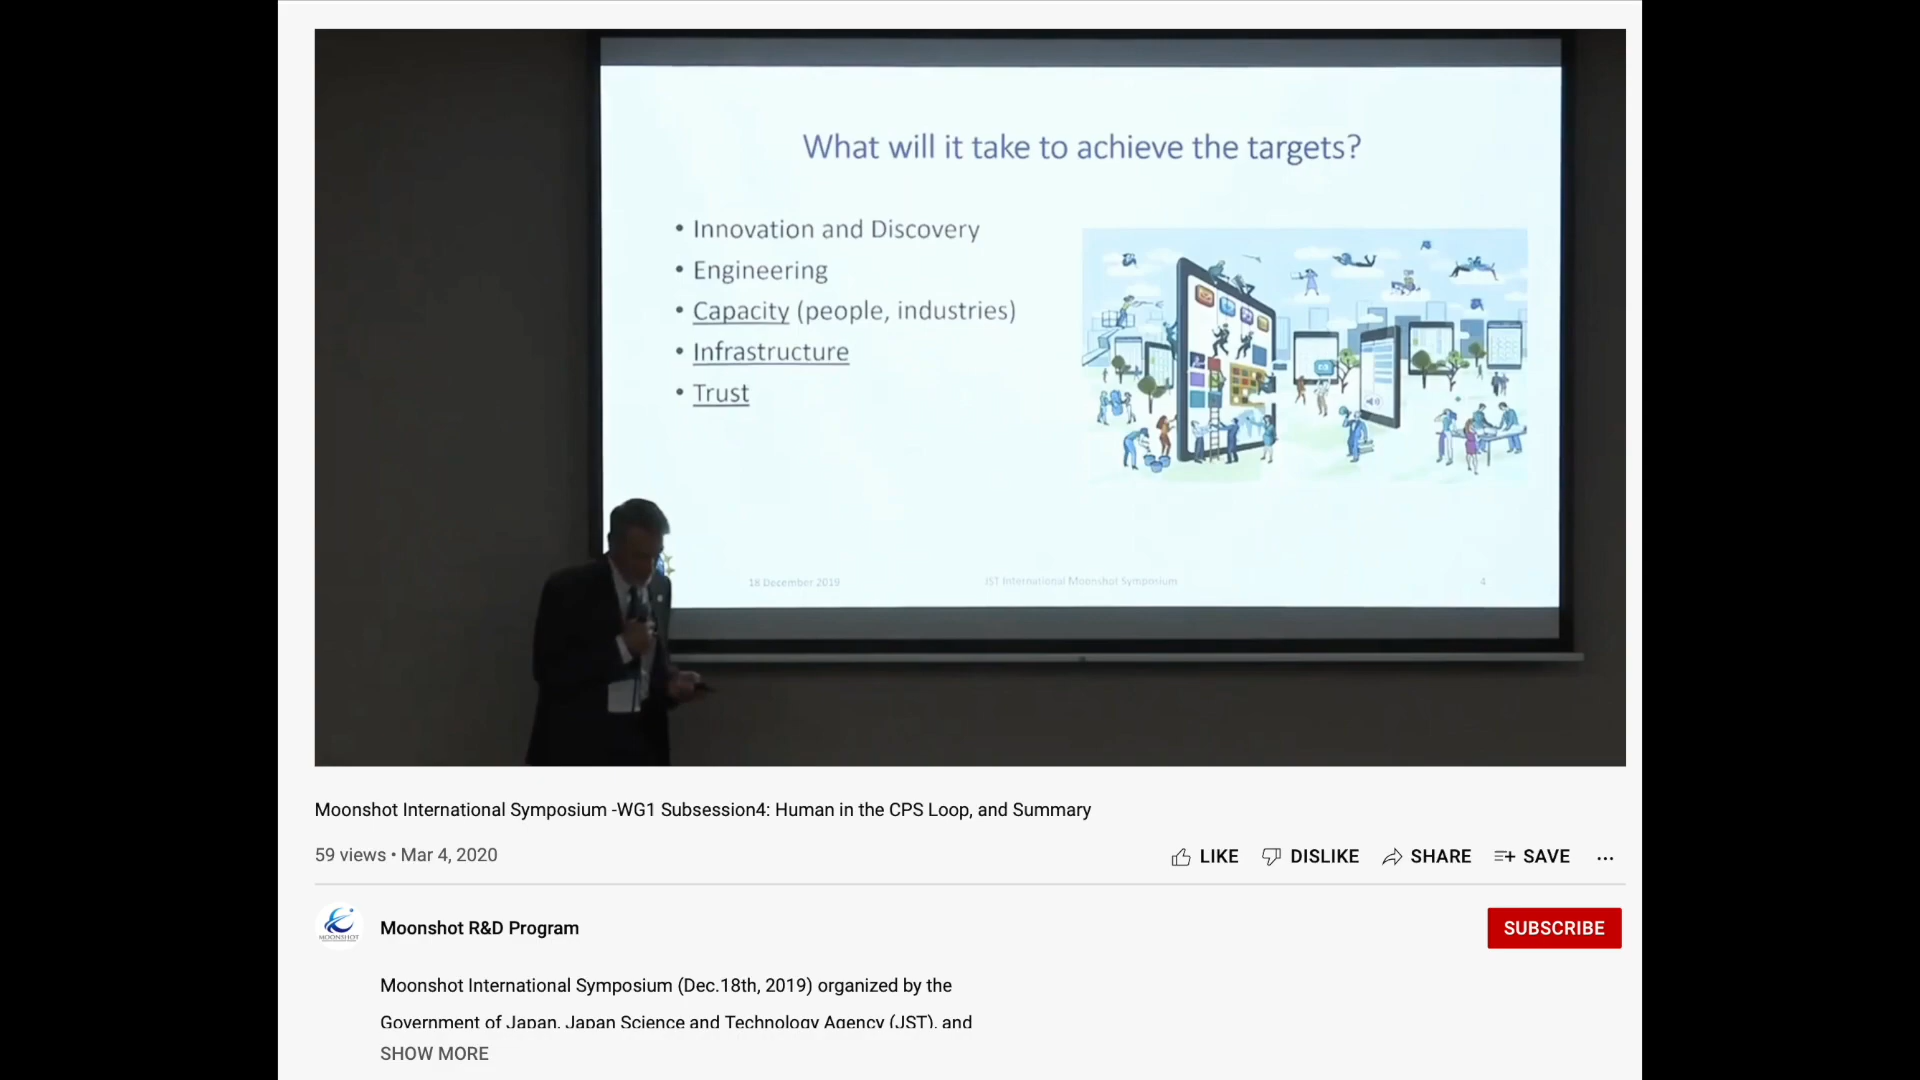 What will it take to achieve the targets?
• Innovation and Discovery
• Engineering
• Capacity (people, industries)
• Infrastructure
• Trust
18 December 2019
JST International Moonshot Symposium
4
Moonshot International Symposium -WG1 Subsession4: Human in the CPS Loop, and Summary
59 views • Mar 4, 2020
LIKE
DISLIKE
SHARE
SAVE
...
MOONSHOT
Moonshot R&D Program
SUBSCRIBE
Moonshot International Symposium (Dec.18th, 2019) organized by the
Government of Japan, Japan Science and Technology Agency (JST), and
SHOW MORE